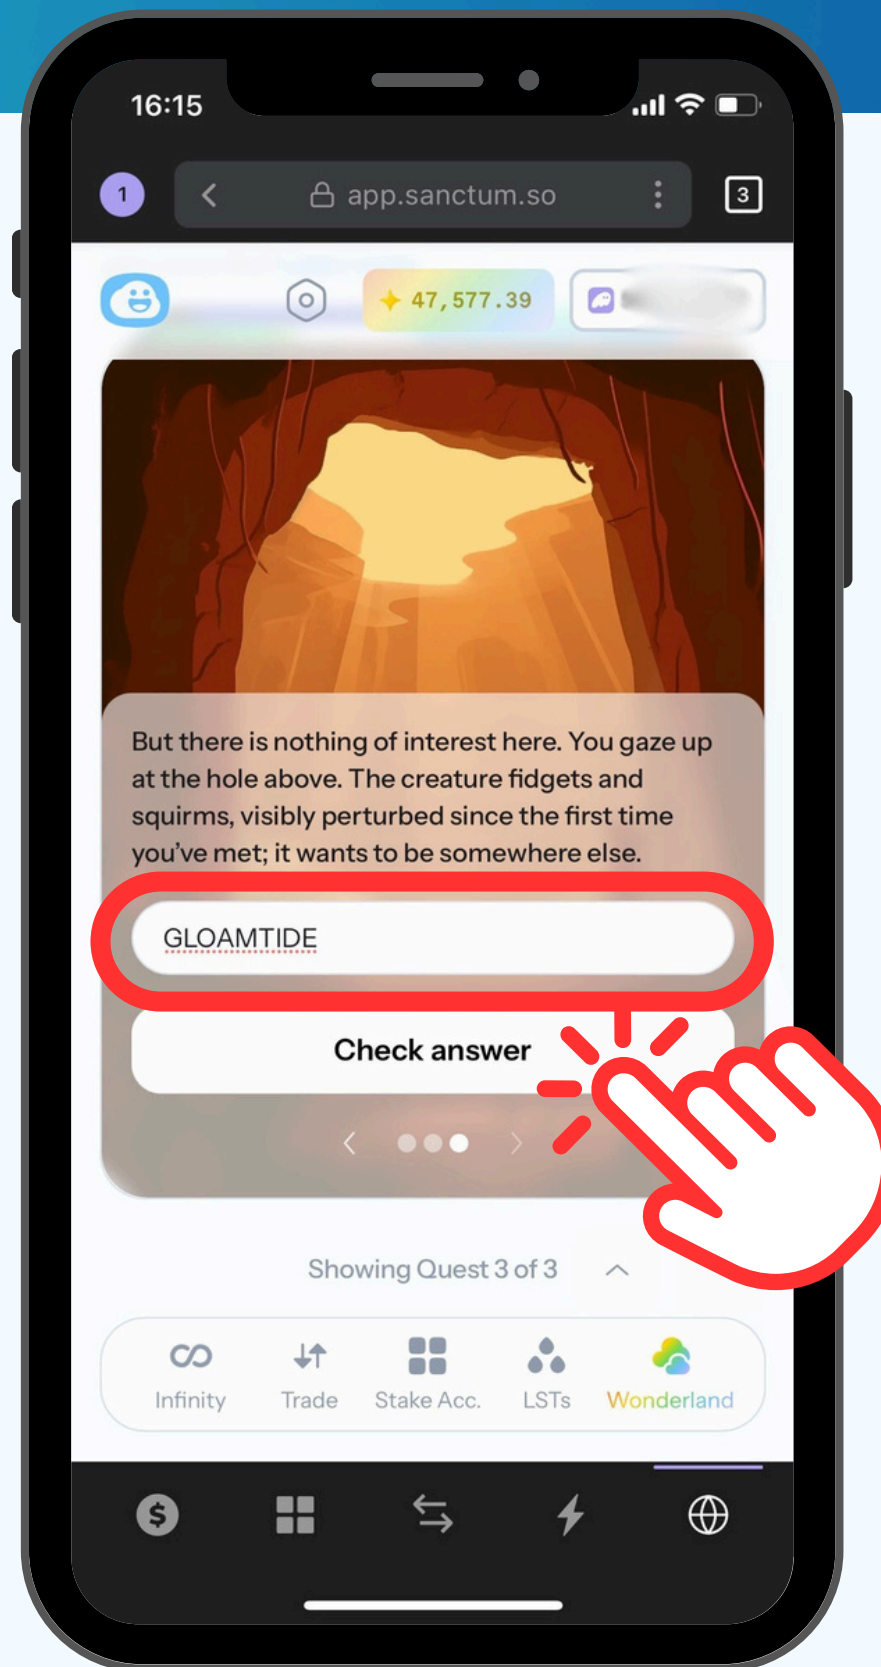 16:15
1
app.sanctum.so
3
47,577.39
But there is nothing of interest here. You gaze up
at the hole above. The creature fidgets and
squirms, visibly perturbed since the first time
you've met; it wants to be somewhere else.
GLOAMTIDE
Check answer
Showing Quest 3 of 3
Infinity
Trade
Stake Acc.
LSTs
Wonderland